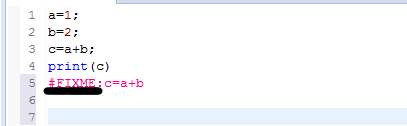 1 a=1;
2 b=2;
3 c=a+b;
4 print(c)
5 #FIXME:c=a+b
6
7